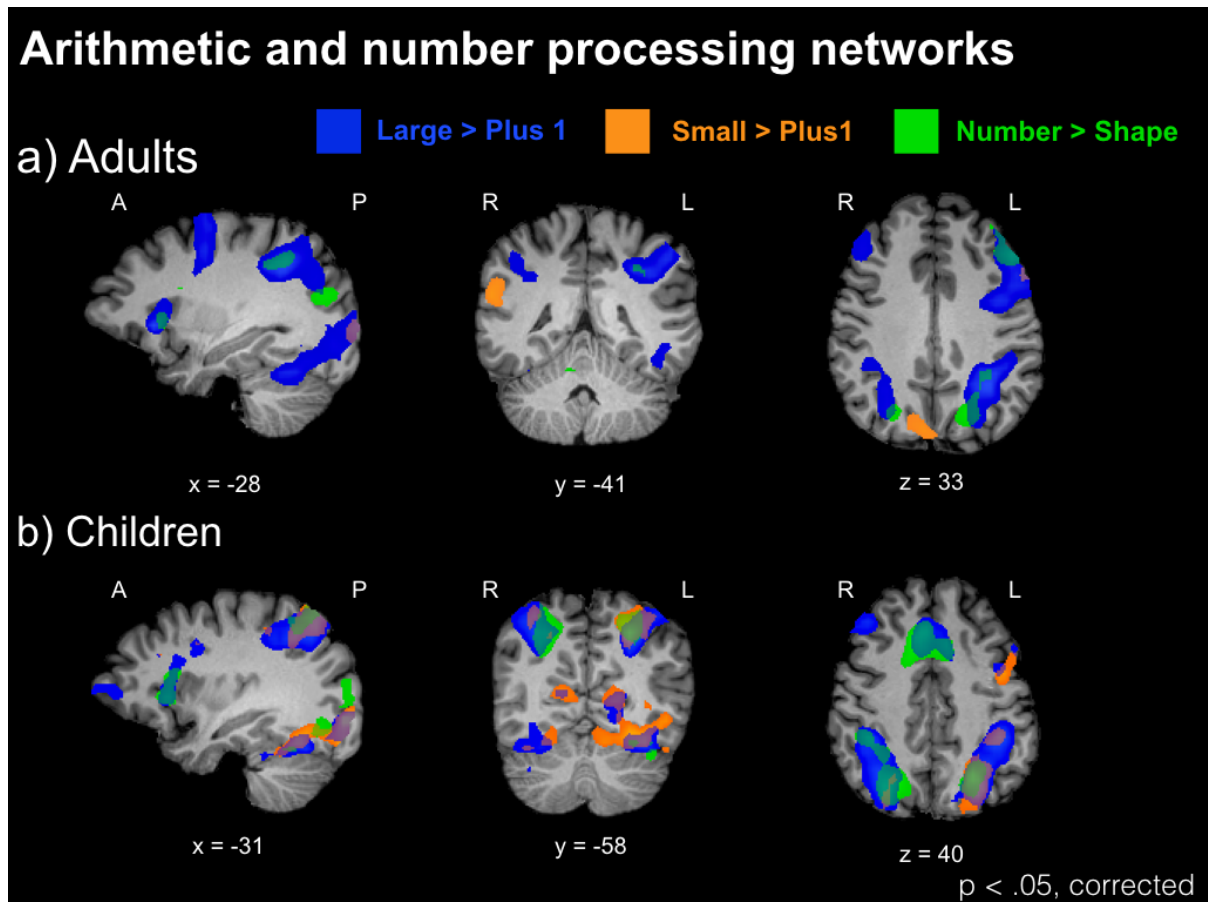 Arithmetic and number processing networks
Large > Plus 1 Small > Plus1 Number > Shape
a) Adults
A P R L R L
x = -28 y = -41 z = 33
b) Children
A P R L R L
x = -31 y = -58 z = 40
p < .05, corrected